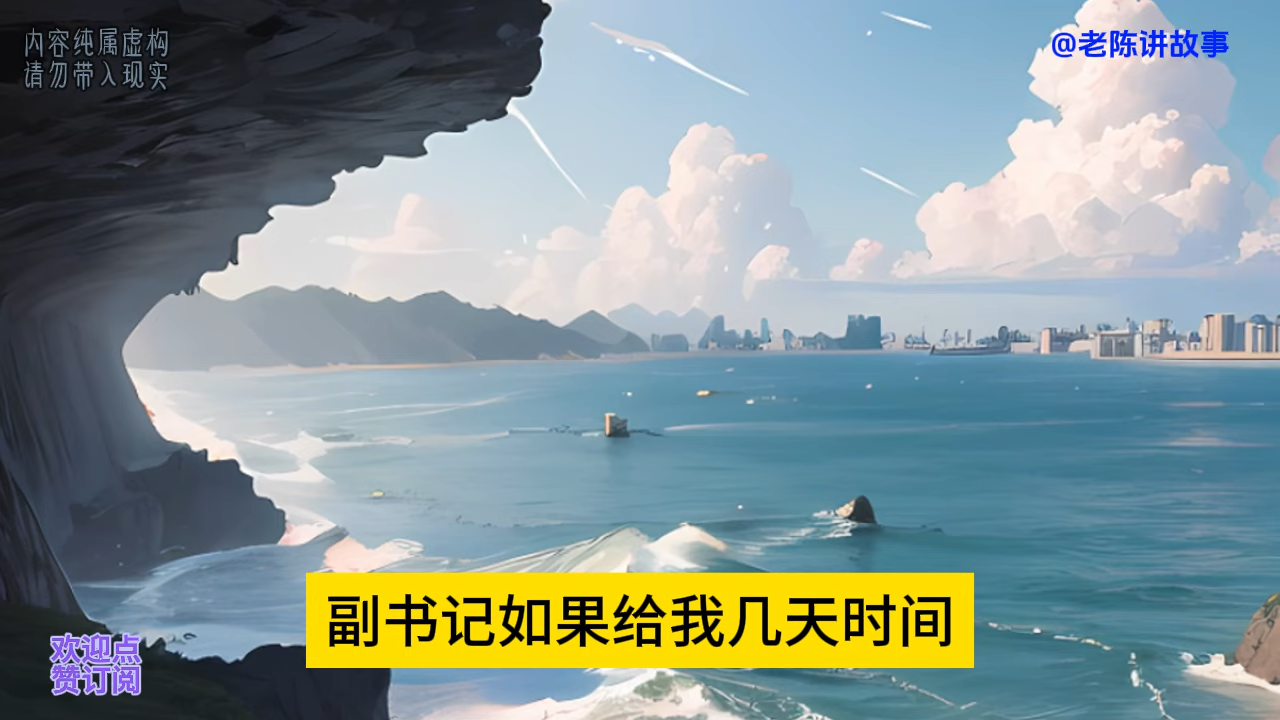 内容纯属虚构
请勿带入现实
@老陈讲故事
副书记如果给我几天时间
欢迎点
赞订阅